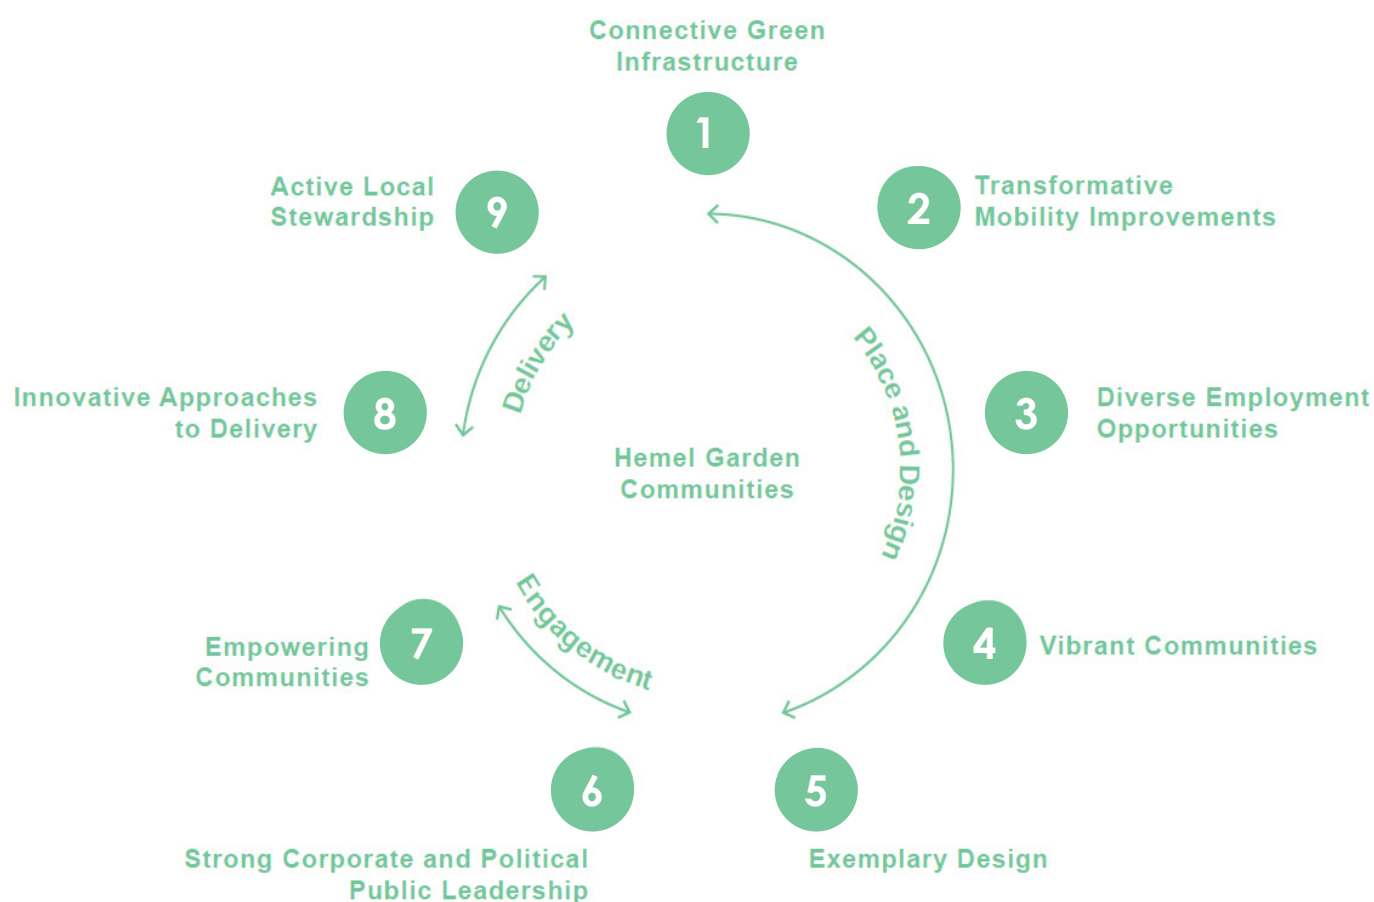 Connective Green
Infrastructure
1
2
Transformative
Mobility Improvements
3
Diverse Employment
Opportunities
4
Vibrant Communities
5
Exemplary Design
6
Strong Corporate and Political
Public Leadership
7
Empowering
Communities
8
Innovative Approaches
to Delivery
9
Active Local
Stewardship
Place and Design
Engagement
Delivery
Hemel Garden
Communities